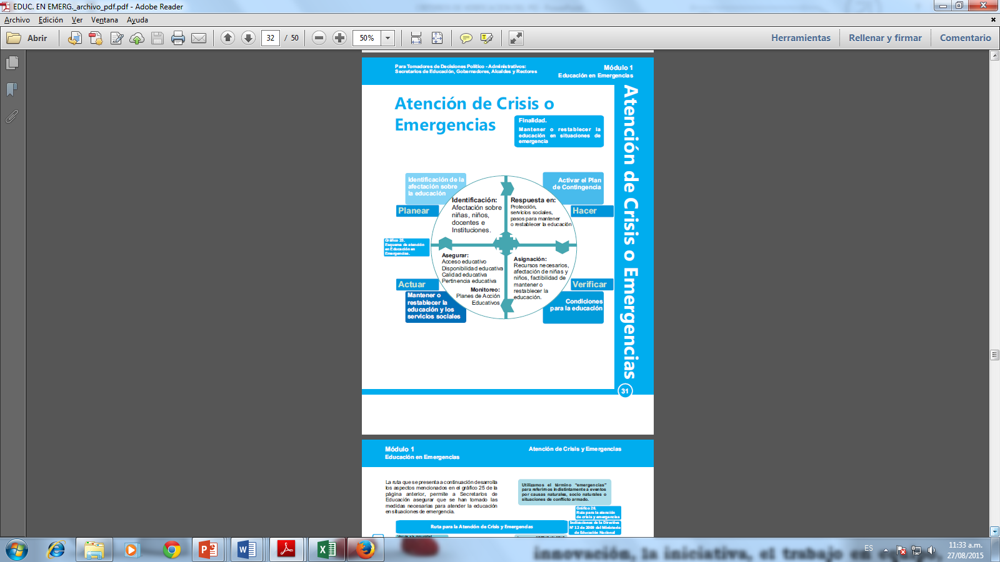 EDUC. EN EMERG._archivo_pdf.pdf - Adobe Reader
Archivo Edición Ver Ventana Ayuda
Abrir
32 / 50
50%
Herramientas Rellenar y firmar Comentario
Para Tomadores de Decisiones Político - Administrativos:
Secretarios de Educación, Gobernadores, Alcaldes y Rectores
Módulo 1
Educación en Emergencias
Atención de Crisis o
Emergencias
Finalidad.
Mantener o restablecer la
educación en situaciones de
emergencia
Atención de Crisis o Emergencias
Identificación de la
afectación sobre
la educación
Planear
Activar el Plan
de Contingencia
Hacer
Identificación:
Afectación sobre
niñas, niños,
docentes e
Instituciones.
Respuesta en:
Protección,
servicios sociales,
pasos para mantener
o restablecer la educación
Gráfico 25.
Esquema de atención
en Educación en
Emergencias.
Asegurar:
Acceso educativo
Disponibilidad educativa
Calidad educativa
Pertinencia educativa
Monitoreo:
Planes de Acción
Educativos
Asignación:
Recursos necesarios,
afectación de niñas y
niños, factibilidad de
mantener o
restablecer la
educación.
Actuar
Mantener o
restablecer la
educación y los
servicios sociales
Verificar
Condiciones
para la educación
31
Módulo 1
Educación en Emergencias
Atención de Crisis y Emergencias
La ruta que se presenta a continuación desarrolla
los aspectos mencionados en el gráfico 25 de la
página anterior, permite a Secretarios de
Educación asegurar que se han tomado las
medidas necesarias para atender la educación
en situaciones de emergencia.
Utilizamos el término "emergencias"
para referirnos indistintamente a eventos
por causas naturales, socio naturales o
situaciones de conflicto armado.
Gráfico 26.
Ruta para la atención
de crisis y emergencias
Indicaciones de la Directiva
N° 12 de 2009 del Ministerio
de Educación Nacional
Ruta para la Atención de Crisis y Emergencias
innovación, la iniciativa, el trabajo en equipo,
ES
11:33 a.m.
27/08/2015